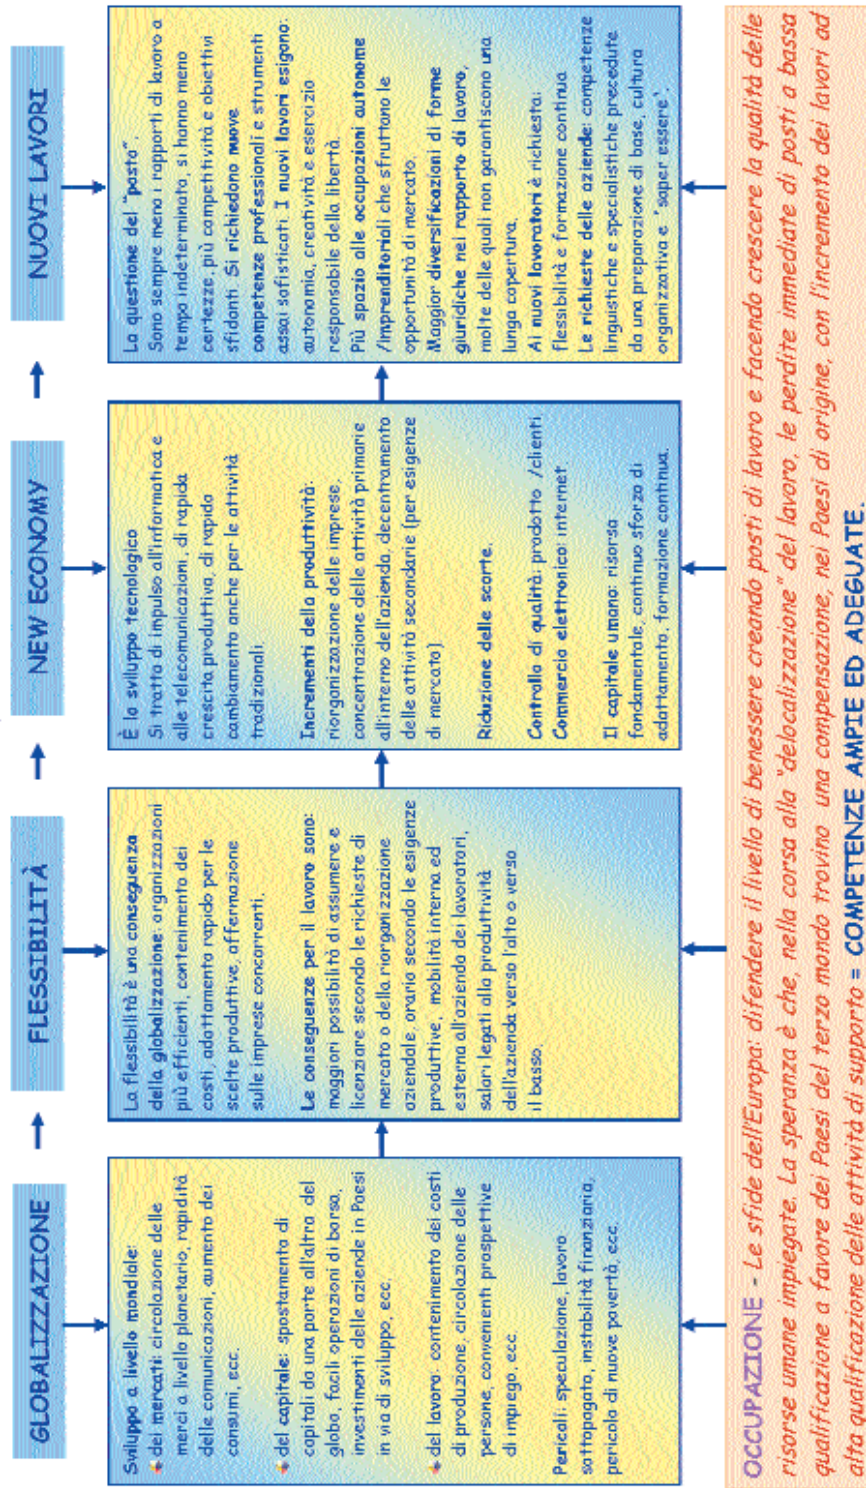 GLOBALIZZAZIONE
FLESSIBILITÀ
NEW ECONOMY
NUOVI LAVORI
Sviluppo a livello mondiale:
dei mercati: circolazione delle
merci a livello planetario, rapidità
delle comunicazioni, aumento dei
consumi, ecc.
del capitale: spostamento di
capitali da una parte all'altra del
globo, facili operazioni di borsa,
investimenti delle aziende in Paesi
in via di sviluppo, ecc.
del lavoro: contenimento dei costi
di produzione, circolazione delle
persone, convenienti prospettive
di impiego, ecc.
Pericoli: speculazione, lavoro
sottopagato, instabilità finanziaria,
pericolo di nuove povertà, ecc.
La flessibilità è una conseguenza
della globalizzazione: organizzazioni
più efficienti, contenimento dei
costi, adattamento rapido per le
scelte produttive, affermazione
sulle imprese concorrenti.
Le conseguenze per il lavoro sono:
maggiori possibilità di assumere e
licenziare secondo le richieste di
mercato o della riorganizzazione
aziendale, orario secondo le esigenze
produttive, mobilità interna ed
esterna all'azienda dei lavoratori,
salari legati alla produttività
dell'azienda verso l'alto o verso
il basso.
È lo sviluppo tecnologico
Si tratta di impulso all'informatica e
alle telecomunicazioni, di rapida
crescita produttiva, di rapido
cambiamento anche per le attività
tradizionali.
Incrementi della produttività:
riorganizzazione delle imprese,
concentrazione delle attività primarie
all'interno dell'azienda, decentramento
delle attività secondarie (per esigenze
di mercato)
Riduzione delle scorte.
Controllo di qualità: prodotto /clienti
Commercio elettronico: internet
Il capitale umano: risorsa
fondamentale, continuo sforzo di
adattamento, formazione continua.
La questione del "posto".
Sono sempre meno i rapporti di lavoro a
tempo indeterminato, si hanno meno
certezze, più competitività e obiettivi
sfidanti. Si richiedono nuove
competenze professionali e strumenti
assai sofisticati. I nuovi lavori esigono:
autonomia, creatività e esercizio
responsabile della libertà.
Più spazio alle occupazioni autonome
/imprenditoriali che sfruttano le
opportunità di mercato.
Maggior diversificazioni di forme
giuridiche nel rapporto di lavoro,
molte delle quali non garantiscono una
lunga copertura.
Ai nuovi lavoratori è richiesta:
flessibilità e formazione continua
Le richieste delle aziende: competenze
linguistiche e specialistiche precedute
da una preparazione di base, cultura
organizzativa e "saper essere".
OCCUPAZIONE - Le sfide dell'Europa: difendere il livello di benessere creando posti di lavoro e facendo crescere la qualità delle
risorse umane impiegate. La speranza è che, nella corsa alla "delocalizzazione" del lavoro, le perdite immediate di posti a bassa
qualificazione a favore dei Paesi del terzo mondo trovino una compensazione, nei Paesi di origine, con l'incremento dei lavori ad
alta qualificazione delle attività di supporto = COMPETENZE AMPIE ED ADEGUATE.